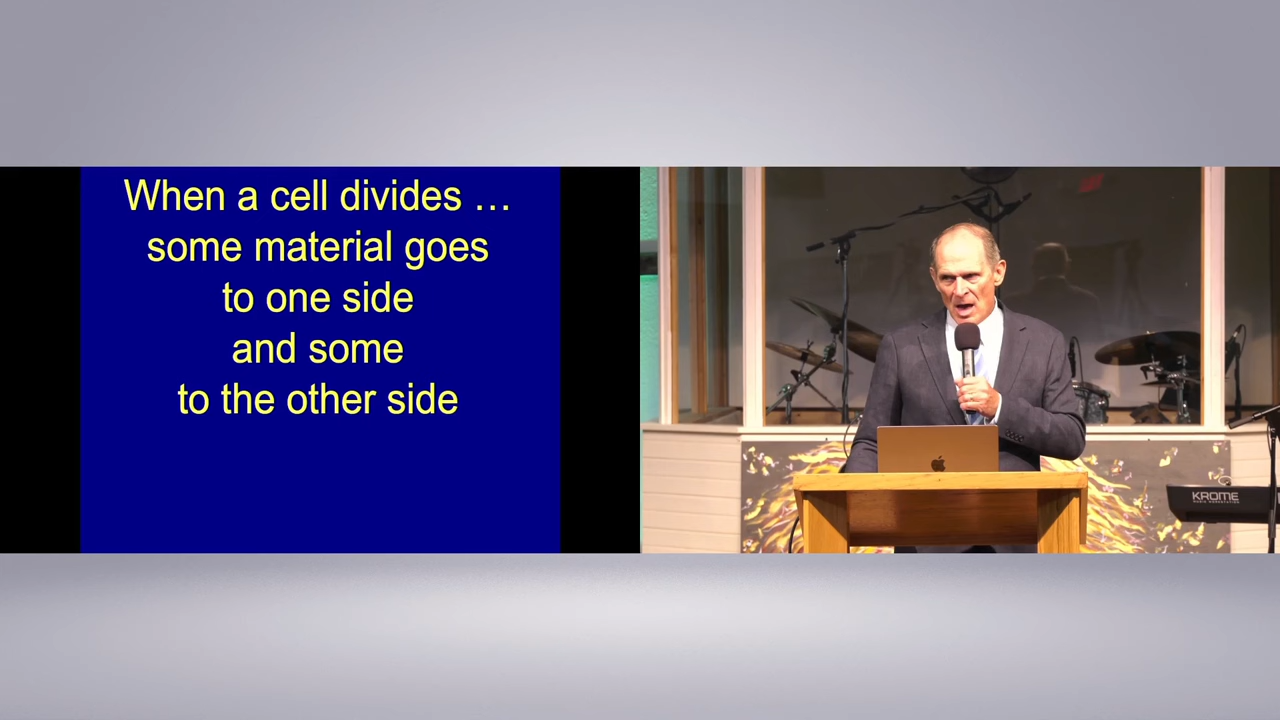 When a cell divides …
some material goes
to one side
and some
to the other side
KROME